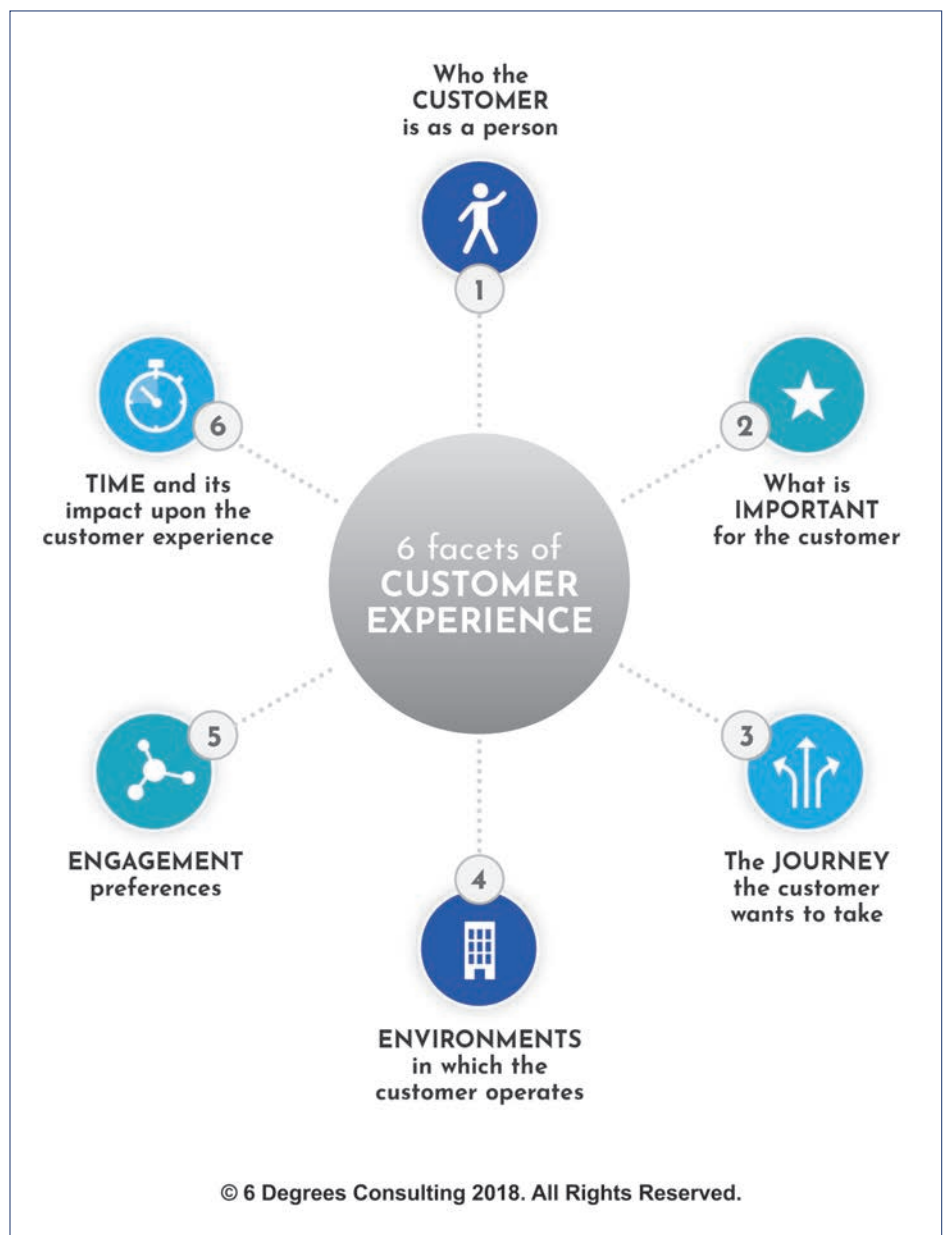 Who the
CUSTOMER
is as a person
1
6
TIME and its
impact upon the
customer experience
2
What is
IMPORTANT
for the customer
6 facets of
CUSTOMER
EXPERIENCE
5
ENGAGEMENT
preferences
3
The JOURNEY
the customer
wants to take
4
ENVIRONMENTS
in which the
customer operates
© 6 Degrees Consulting 2018. All Rights Reserved.